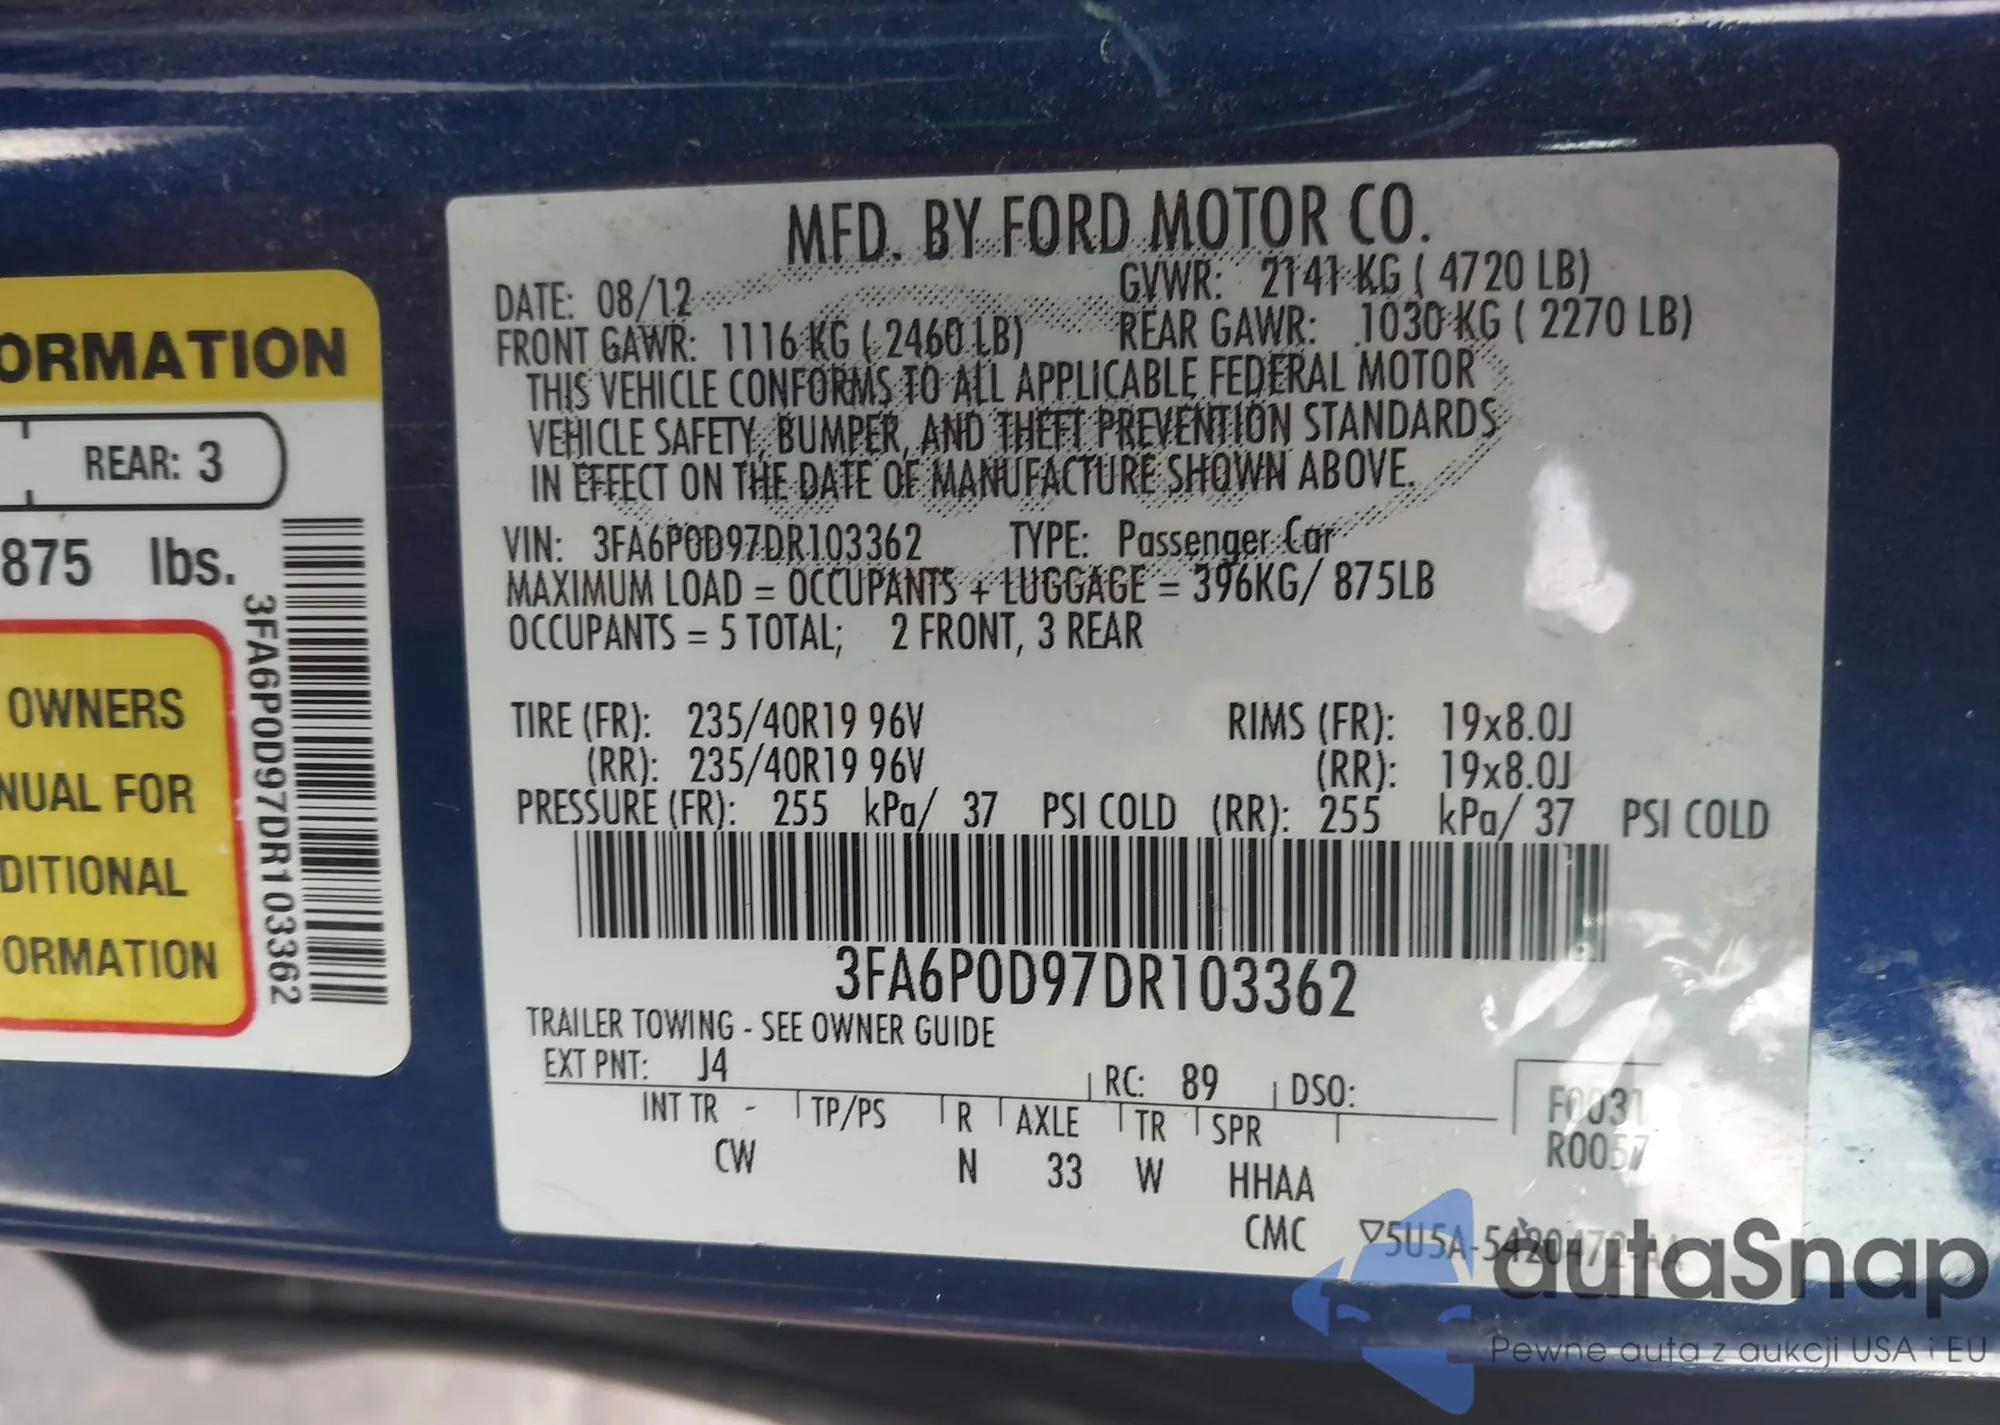 ORMATION
REAR: 3
875 lbs.
OWNERS
NUAL FOR
DITIONAL
FORMATION
3FA6P0D97DR103362
MFD. BY FORD MOTOR CO.
DATE: 08/12 GVWR: 2141 KG ( 4720 LB)
FRONT GAWR: 1116 KG ( 2460 LB) REAR GAWR: 1030 KG ( 2270 LB)
THIS VEHICLE CONFORMS TO ALL APPLICABLE FEDERAL MOTOR
VEHICLE SAFETY, BUMPER, AND THEFT PREVENTION STANDARDS
IN EFFECT ON THE DATE OF MANUFACTURE SHOWN ABOVE.
VIN: 3FA6P0D97DR103362 TYPE: Passenger Car
MAXIMUM LOAD = OCCUPANTS + LUGGAGE = 396KG/ 875LB
OCCUPANTS = 5 TOTAL; 2 FRONT, 3 REAR
TIRE (FR): 235/40R19 96V RIMS (FR): 19x8.0J
(RR): 235/40R19 96V (RR): 19x8.0J
PRESSURE (FR): 255 kPa/ 37 PSI COLD (RR): 255 kPa/ 37 PSI COLD
3FA6P0D97DR103362
TRAILER TOWING - SEE OWNER GUIDE
EXT PNT: J4 RC: 89 DSO:
F0031
INT TR - TP/PS R AXLE TR SPR
R0057
CW N 33 W HHAA
CMC ▽5U5A-5420472-AA
autaSnap
Pewne auta z aukcji USA i EU